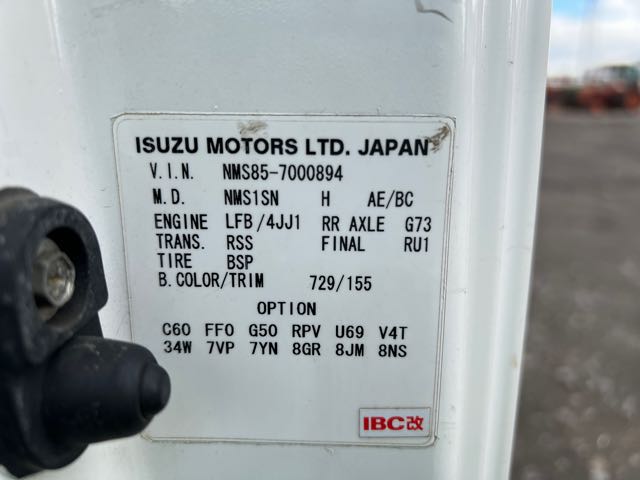 ISUZU MOTORS LTD. JAPAN
V.I.N. NMS85-7000894
M.D. NMS1SN H AE/BC
ENGINE LFB/4JJ1 RR AXLE G73
TRANS. RSS FINAL RU1
TIRE BSP
B.COLOR/TRIM 729/155
OPTION
C60 FF0 G50 RPV U69 V4T
34W 7VP 7YN 8GR 8JM 8NS
IBC改